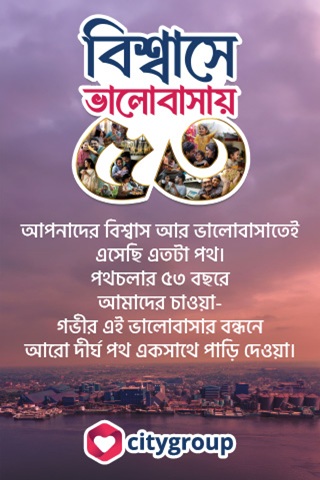 বিশ্বাসে
ভালোবাসায়
৫৩
আপনাদের বিশ্বাস আর ভালোবাসাতেই
এসেছি এতটা পথ।
পথচলার ৫৩ বছরে
আমাদের চাওয়া-
গভীর এই ভালোবাসার বন্ধনে
আরো দীর্ঘ পথ একসাথে পাড়ি দেওয়া।
citygroup